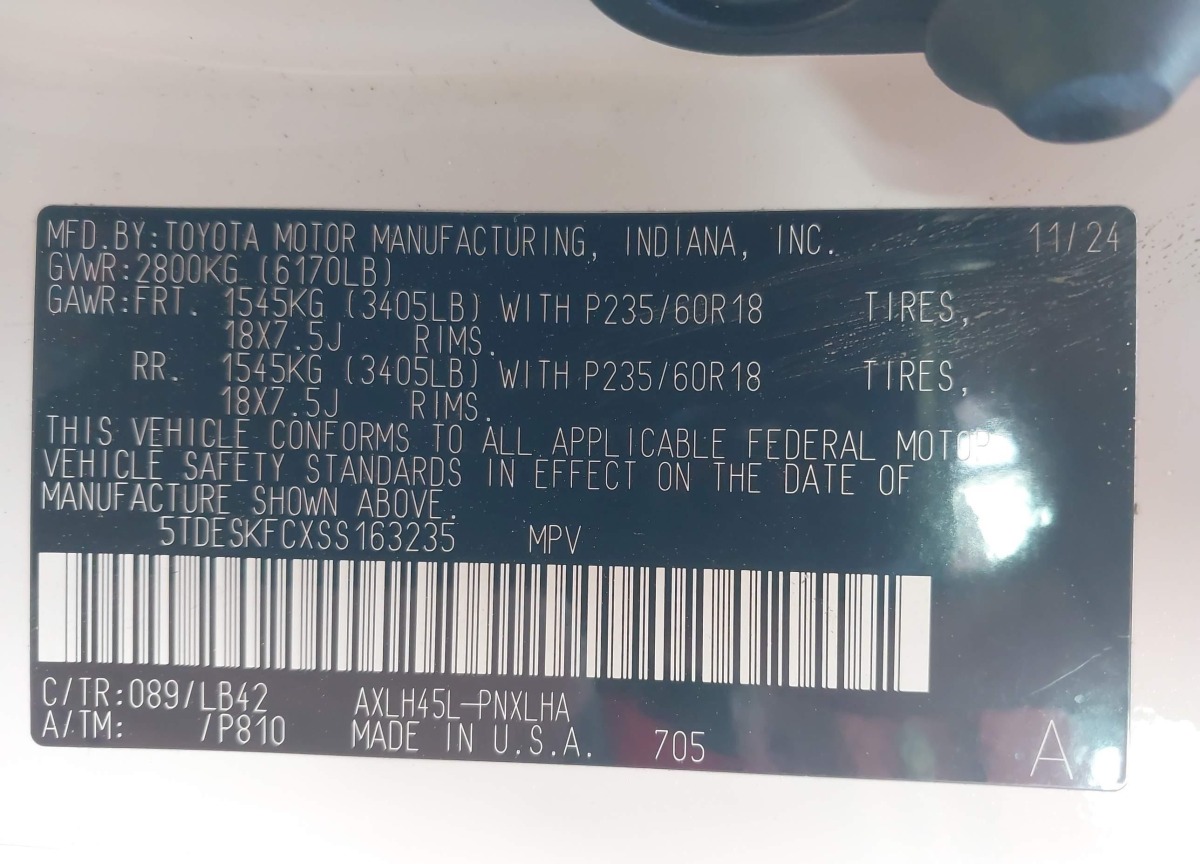 MFD.BY:TOYOTA MOTOR MANUFACTURING, INDIANA, INC. 11/24
GVWR:2800KG (6170LB)
GAWR:FRT. 1545KG (3405LB) WITH P235/60R18 TIRES,
18X7.5J RIMS.
RR. 1545KG (3405LB) WITH P235/60R18 TIRES,
18X7.5J RIMS.
THIS VEHICLE CONFORMS TO ALL APPLICABLE FEDERAL MOTOR
VEHICLE SAFETY STANDARDS IN EFFECT ON THE DATE OF
MANUFACTURE SHOWN ABOVE.
5TDESKFCXSS163235 MPV
C/TR:089/LB42 AXLH45L-PNXLHA
A/TM: /P810 MADE IN U.S.A. 705 A